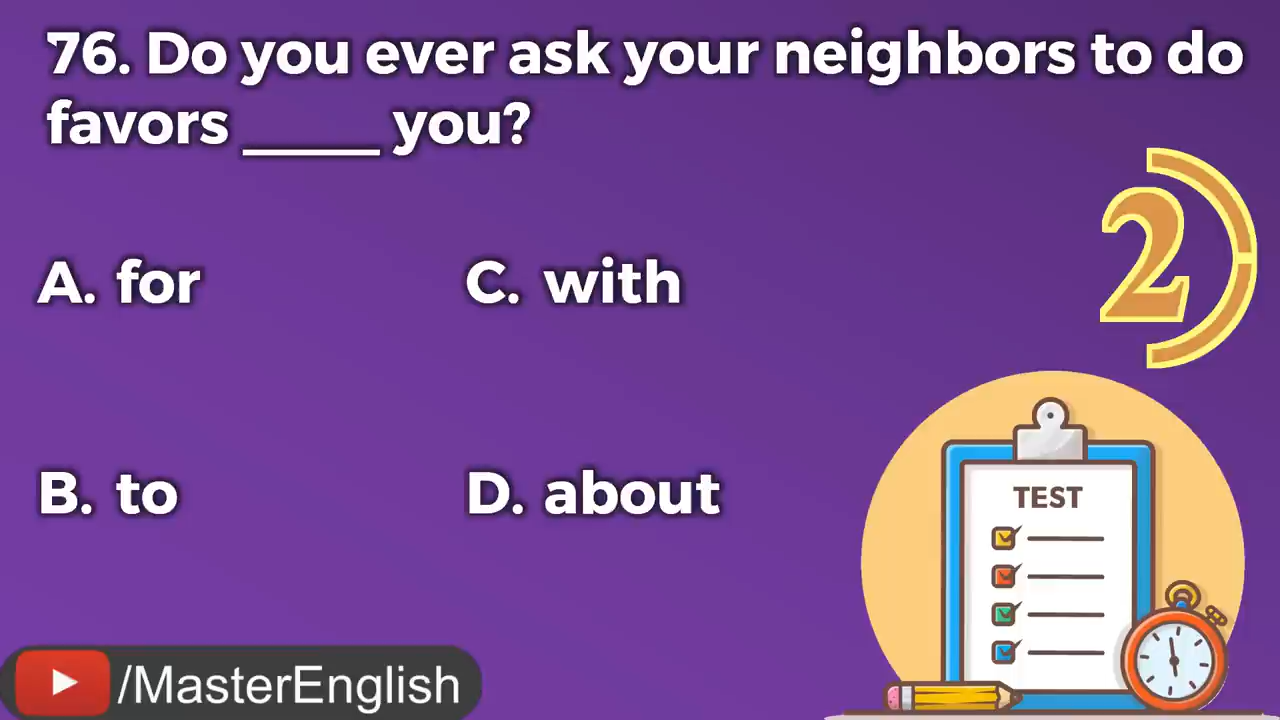 76. Do you ever ask your neighbors to do
favors _____ you?
A. for
C. with
2
B. to
D. about
TEST
/MasterEnglish